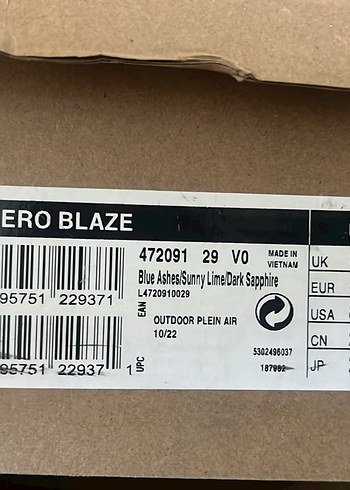 ERO BLAZE
472091 29 V0 MADE IN VIETNAM
Blue Ashes/Sunny Lime/Dark Sapphire
L4720910029
95751 229371
EAN
OUTDOOR PLEIN AIR
10/22
5302496037
95751 22937 1
UPC
UK
EUR
USA
CN
JP